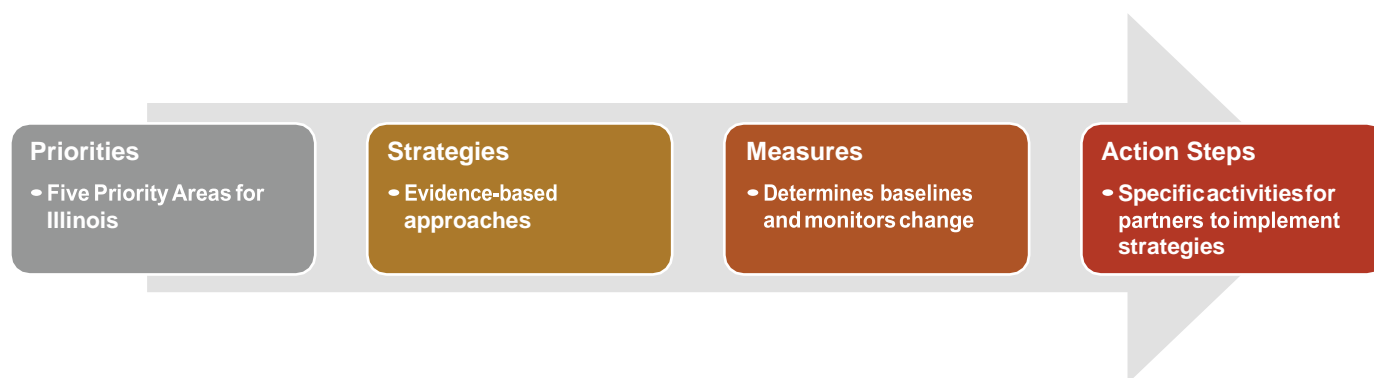 Priorities
• Five Priority Areas for
Illinois
Strategies
• Evidence-based
approaches
Measures
• Determines baselines
and monitors change
Action Steps
• Specific activities for
partners to implement
strategies